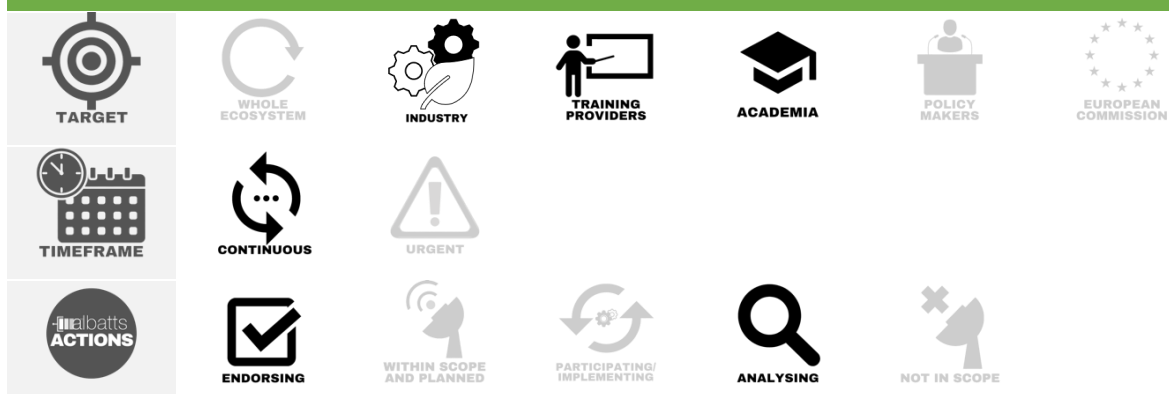 TARGET
WHOLE
ECOSYSTEM
INDUSTRY
TRAINING
PROVIDERS
ACADEMIA
POLICY
MAKERS
EUROPEAN
COMMISSION
TIMEFRAME
CONTINUOUS
URGENT
albatts
ACTIONS
ENDORSING
WITHIN SCOPE
AND PLANNED
PARTICIPATING/
IMPLEMENTING
ANALYSING
NOT IN SCOPE